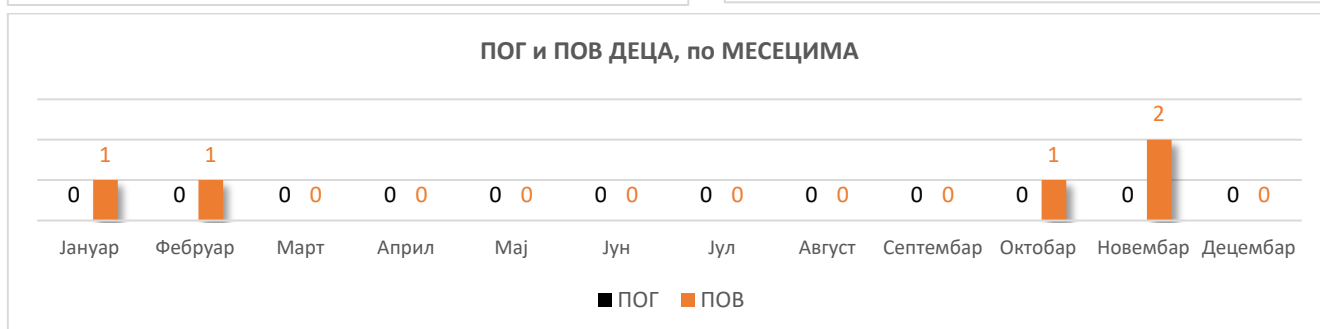 ПОГ и ПОВ ДЕЦА, по МЕСЕЦИМА
2
1 1 1
0 0 0 0 0 0 0 0 0 0 0 0 0 0 0 0 0 0 0 0
Јануар Фебруар Март Април Мај Јун Јул Август Септембар Октобар Новембар Децембар
ПОГ ПОВ